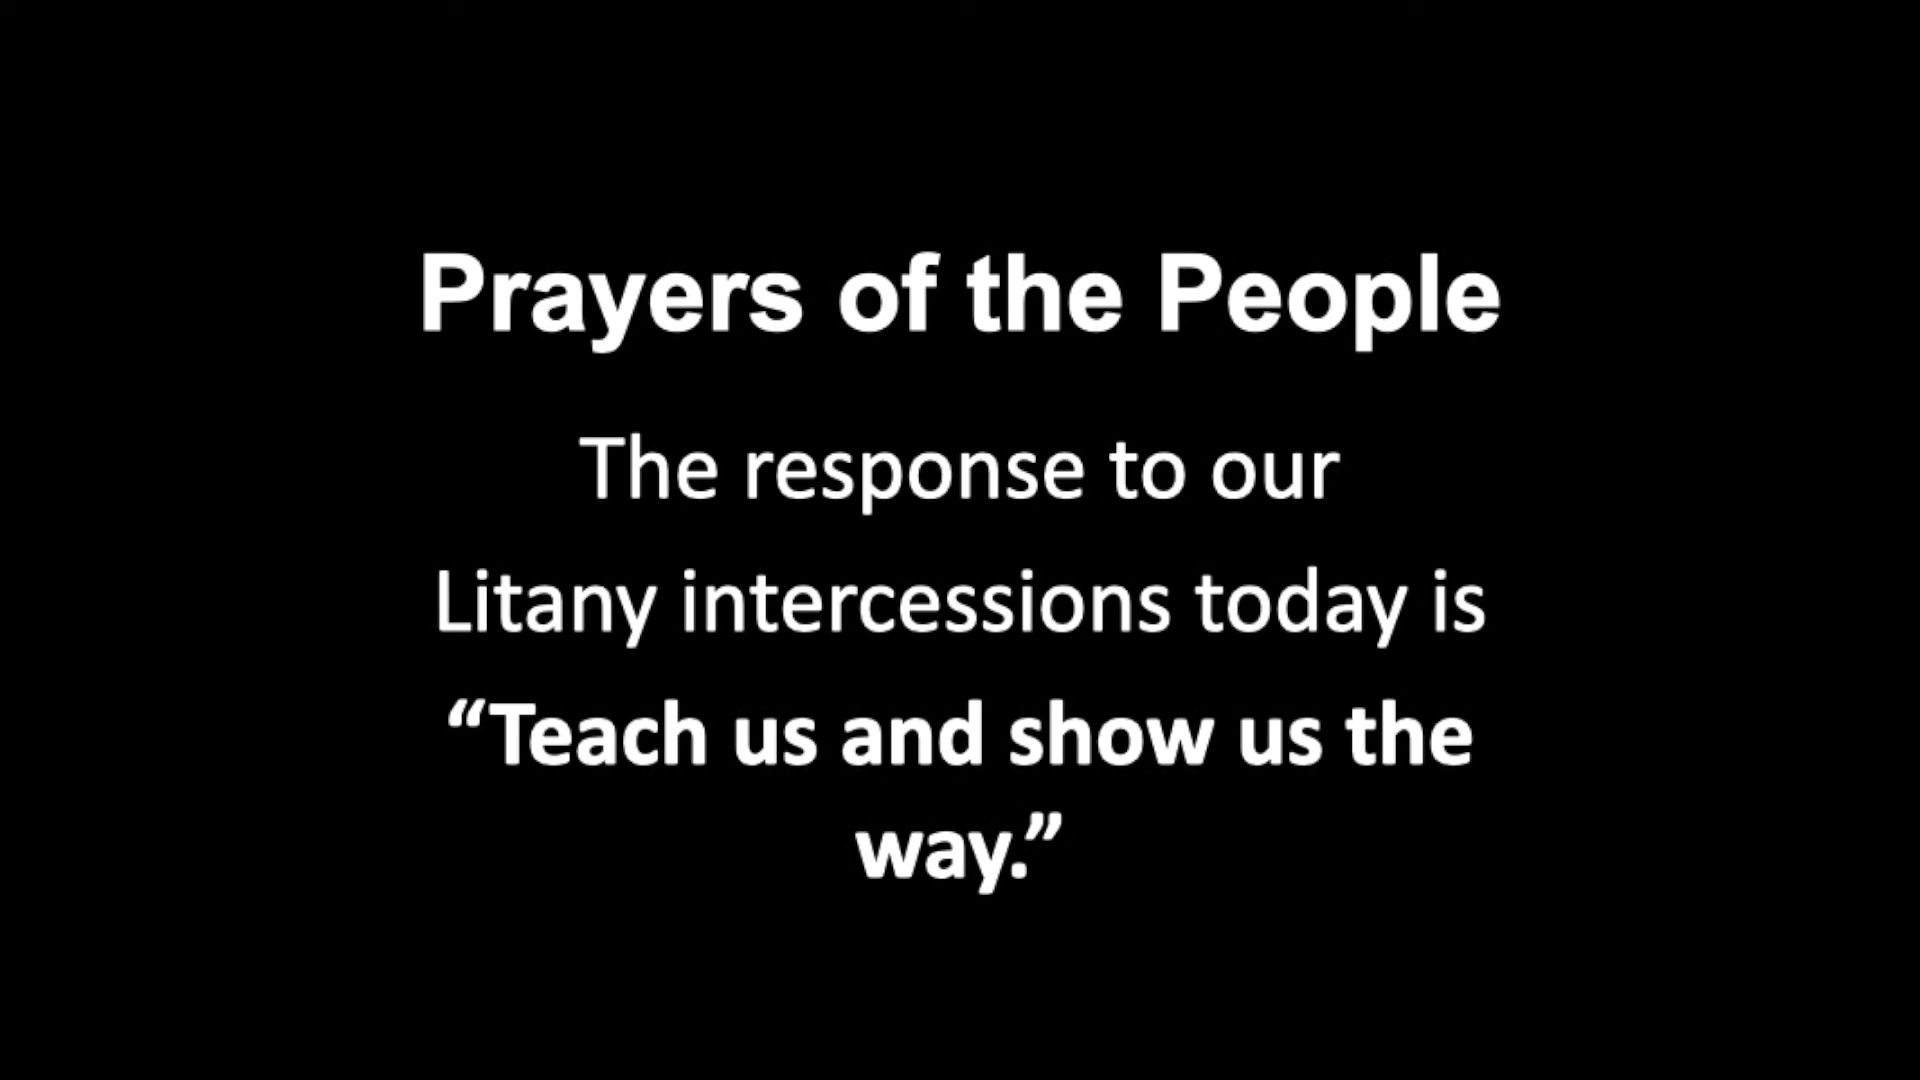 Prayers of the People
The response to our
Litany intercessions today is
“Teach us and show us the
way.”